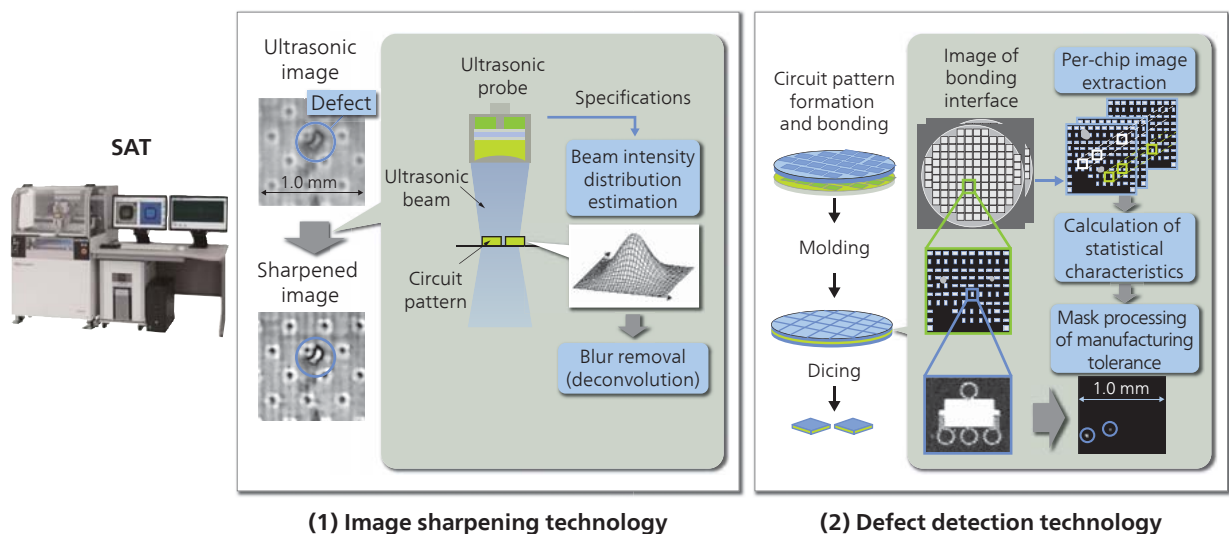 SAT
Ultrasonic
image
Defect
1.0 mm
Sharpened
image
Ultrasonic
probe
Specifications
Beam intensity
distribution
estimation
Ultrasonic
beam
Circuit
pattern
Blur removal
(deconvolution)
(1) Image sharpening technology
Circuit pattern
formation
and bonding
Molding
Dicing
Image of
bonding
interface
Per-chip image
extraction
Calculation of
statistical
characteristics
Mask processing
of manufacturing
tolerance
1.0 mm
(2) Defect detection technology